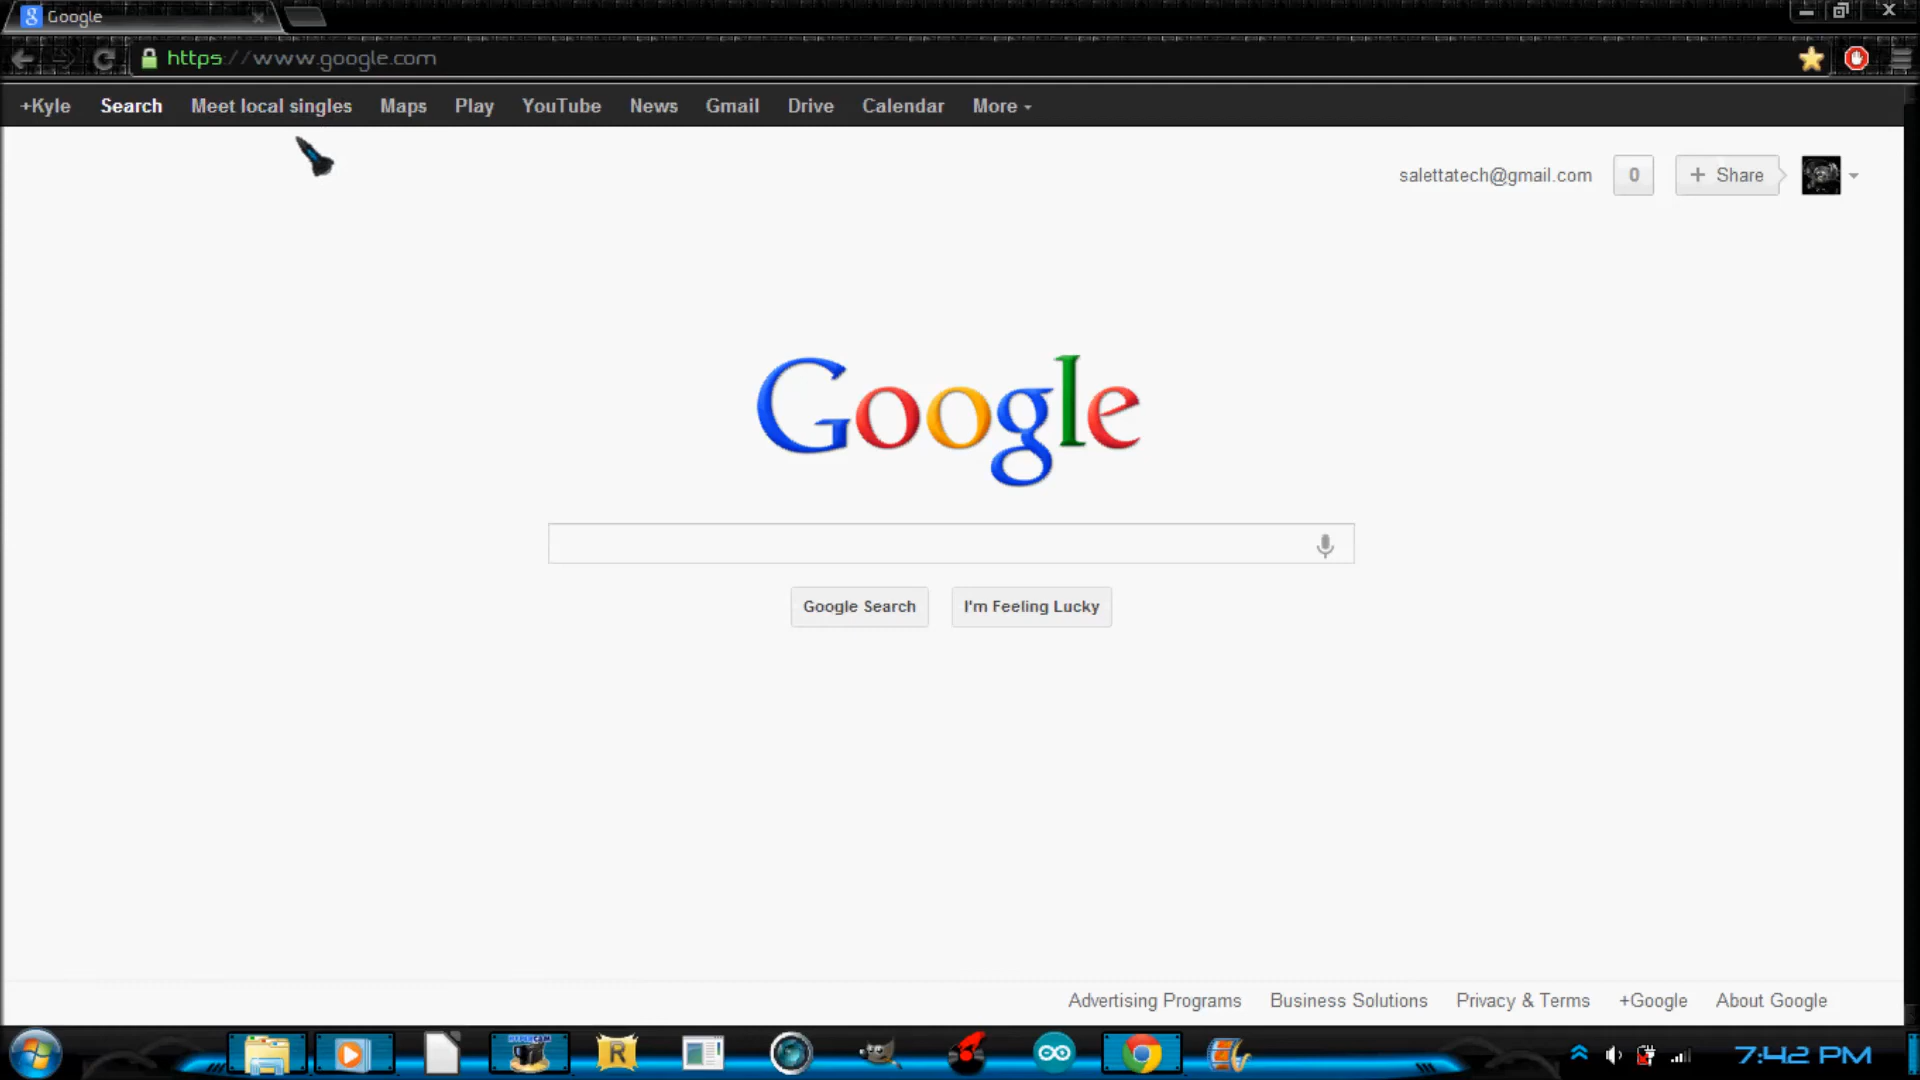 Google
https://www.google.com
+Kyle Search Meet local singles Maps Play YouTube News Gmail Drive Calendar More
salettatech@gmail.com 0 + Share
Google
Google Search I'm Feeling Lucky
Advertising Programs Business Solutions Privacy & Terms +Google About Google
HYPERCAM R
7:42 PM